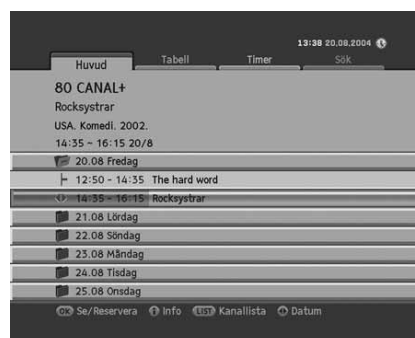 13:38 20.08.2004
Huvud Tabell Timer Sök
80 CANAL+
Rocksystrar
USA. Komedi. 2002.
14:35 ~ 16:15 20/8
20.08 Fredag
12:50 - 14:35 The hard word
14:35 - 16:15 Rocksystrar
21.08 Lördag
22.08 Söndag
23.08 Måndag
24.08 Tisdag
25.08 Onsdag
OK Se/Reservera i Info LIST Kanallista Datum